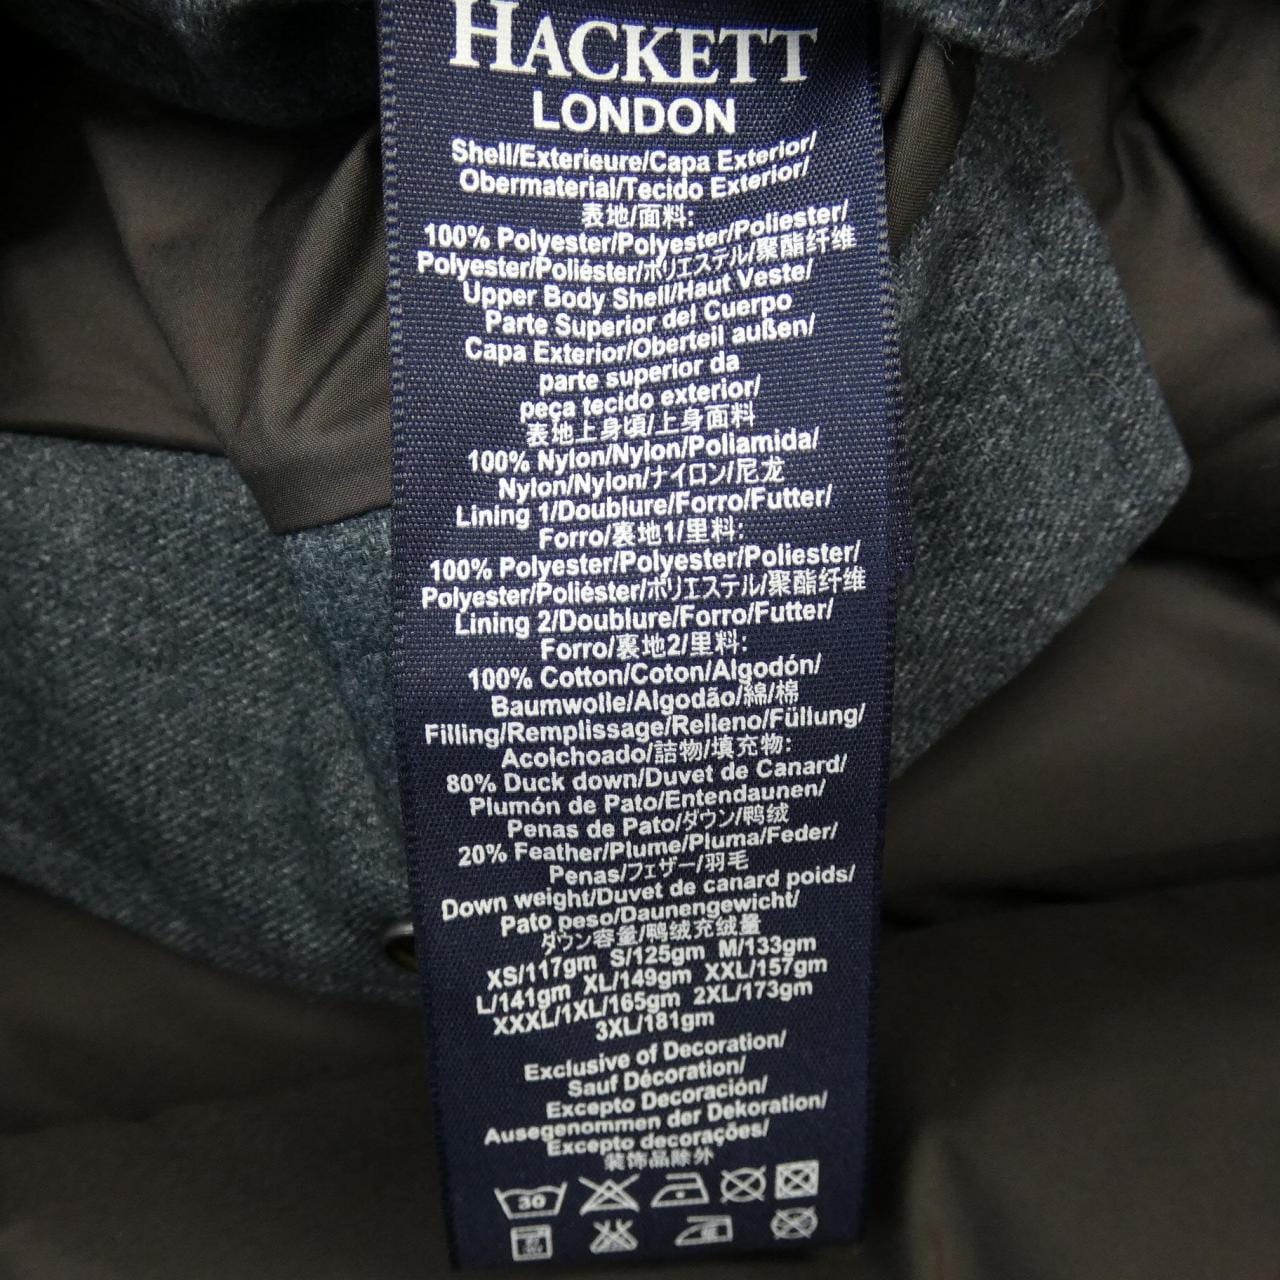 HACKETT
LONDON
Shell/Exterieure/Capa Exterior/
Obermaterial/Tecido Exterior/
表地/面料:
100% Polyester/Polyester/Poliester/
Polyester/Poliéster/ポリエステル/聚酯纤维
Upper Body Shell/Haut Veste/
Parte Superior del Cuerpo
Capa Exterior/Oberteil außen/
parte superior da
peça tecido exterior/
表地上身頃/上身面料
100% Nylon/Nylon/Poliamida/
Nylon/Nylon/ナイロン/尼龙
Lining 1/Doublure/Forro/Futter/
Forro/裏地1/里料:
100% Polyester/Polyester/Poliester/
Polyester/Poliéster/ポリエステル/聚酯纤维
Lining 2/Doublure/Forro/Futter/
Forro/裏地2/里料:
100% Cotton/Coton/Algodón/
Baumwolle/Algodão/綿/棉
Filling/Remplissage/Relleno/Füllung/
Acolchoado/詰物/填充物:
80% Duck down/Duvet de Canard/
Plumón de Pato/Entendaunen/
Penas de Pato/ダウン/鸭绒
20% Feather/Plume/Pluma/Feder/
Penas/フェザー/羽毛
Down weight/Duvet de canard poids/
Pato peso/Daunengewicht/
ダウン容量/鸭绒充绒量
XS/117gm S/125gm M/133gm
L/141gm XL/149gm XXL/157gm
XXXL/1XL/165gm 2XL/173gm
3XL/181gm
Exclusive of Decoration/
Sauf Décoration/
Excepto Decoración/
Ausegenommen der Dekoration/
Excepto decorações/
装饰品除外
30